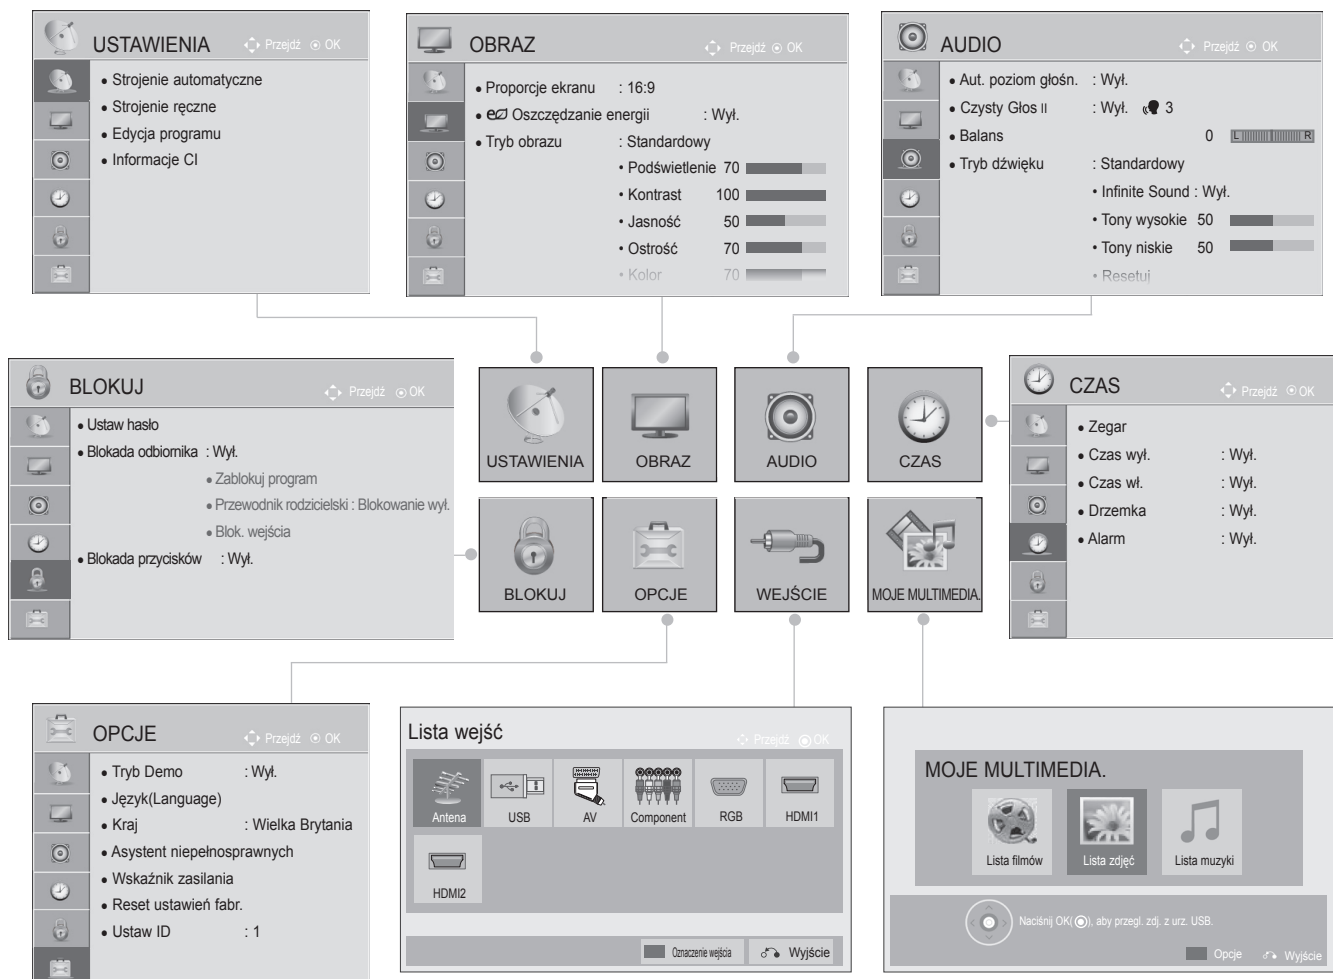 USTAWIENIA Przejdź OK
• Strojenie automatyczne
• Strojenie ręczne
• Edycja programu
• Informacje CI
OBRAZ Przejdź OK
• Proporcje ekranu : 16:9
• e Oszczędzanie energii : Wył.
• Tryb obrazu : Standardowy
• Podświetlenie 70
• Kontrast 100
• Jasność 50
• Ostrość 70
• Kolor 70
AUDIO Przejdź OK
• Aut. poziom głośn. : Wył.
• Czysty Głos II : Wył. 3
• Balans 0 L R
• Tryb dźwięku : Standardowy
• Infinite Sound : Wył.
• Tony wysokie 50
• Tony niskie 50
• Resetuj
BLOKUJ Przejdź OK
• Ustaw hasło
• Blokada odbiornika : Wył.
• Zablokuj program
• Przewodnik rodzicielski : Blokowanie wył.
• Blok. wejścia
• Blokada przycisków : Wył.
USTAWIENIA
OBRAZ
AUDIO
CZAS
BLOKUJ
OPCJE
WEJŚCIE
MOJE MULTIMEDIA.
CZAS Przejdź OK
• Zegar
• Czas wył. : Wył.
• Czas wł. : Wył.
• Drzemka : Wył.
• Alarm : Wył.
OPCJE Przejdź OK
• Tryb Demo : Wył.
• Język(Language)
• Kraj : Wielka Brytania
• Asystent niepełnosprawnych
• Wskaźnik zasilania
• Reset ustawień fabr.
• Ustaw ID : 1
Lista wejść Przejdź OK
Antena
USB
AV
Component
RGB
HDMI1
HDMI2
Oznaczenie wejścia Wyjście
MOJE MULTIMEDIA.
Lista filmów
Lista zdjęć
Lista muzyki
Naciśnij OK(◉), aby przegl. zdj. z urz. USB.
Opcje Wyjście